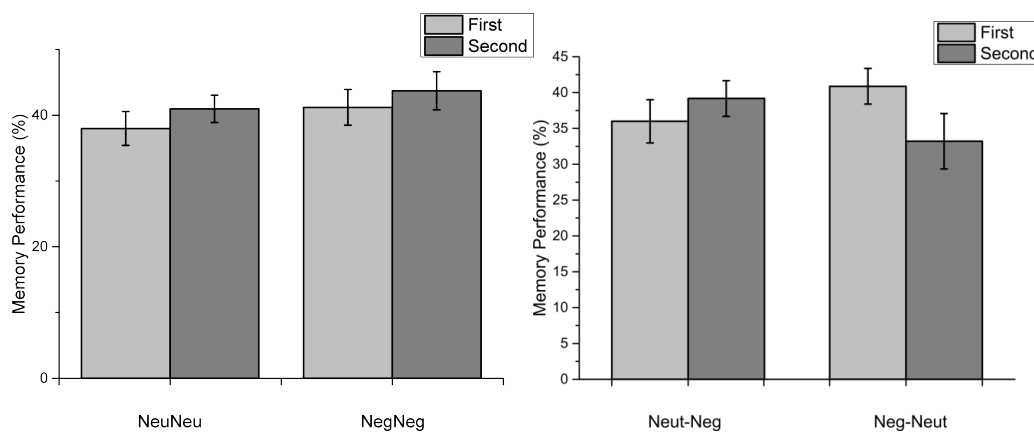 First
Second
Memory Performance (%)
40
20
0
NeuNeu
NegNeg
First
Second
Memory Performance (%)
45
40
35
30
25
20
15
10
5
0
Neut-Neg
Neg-Neut